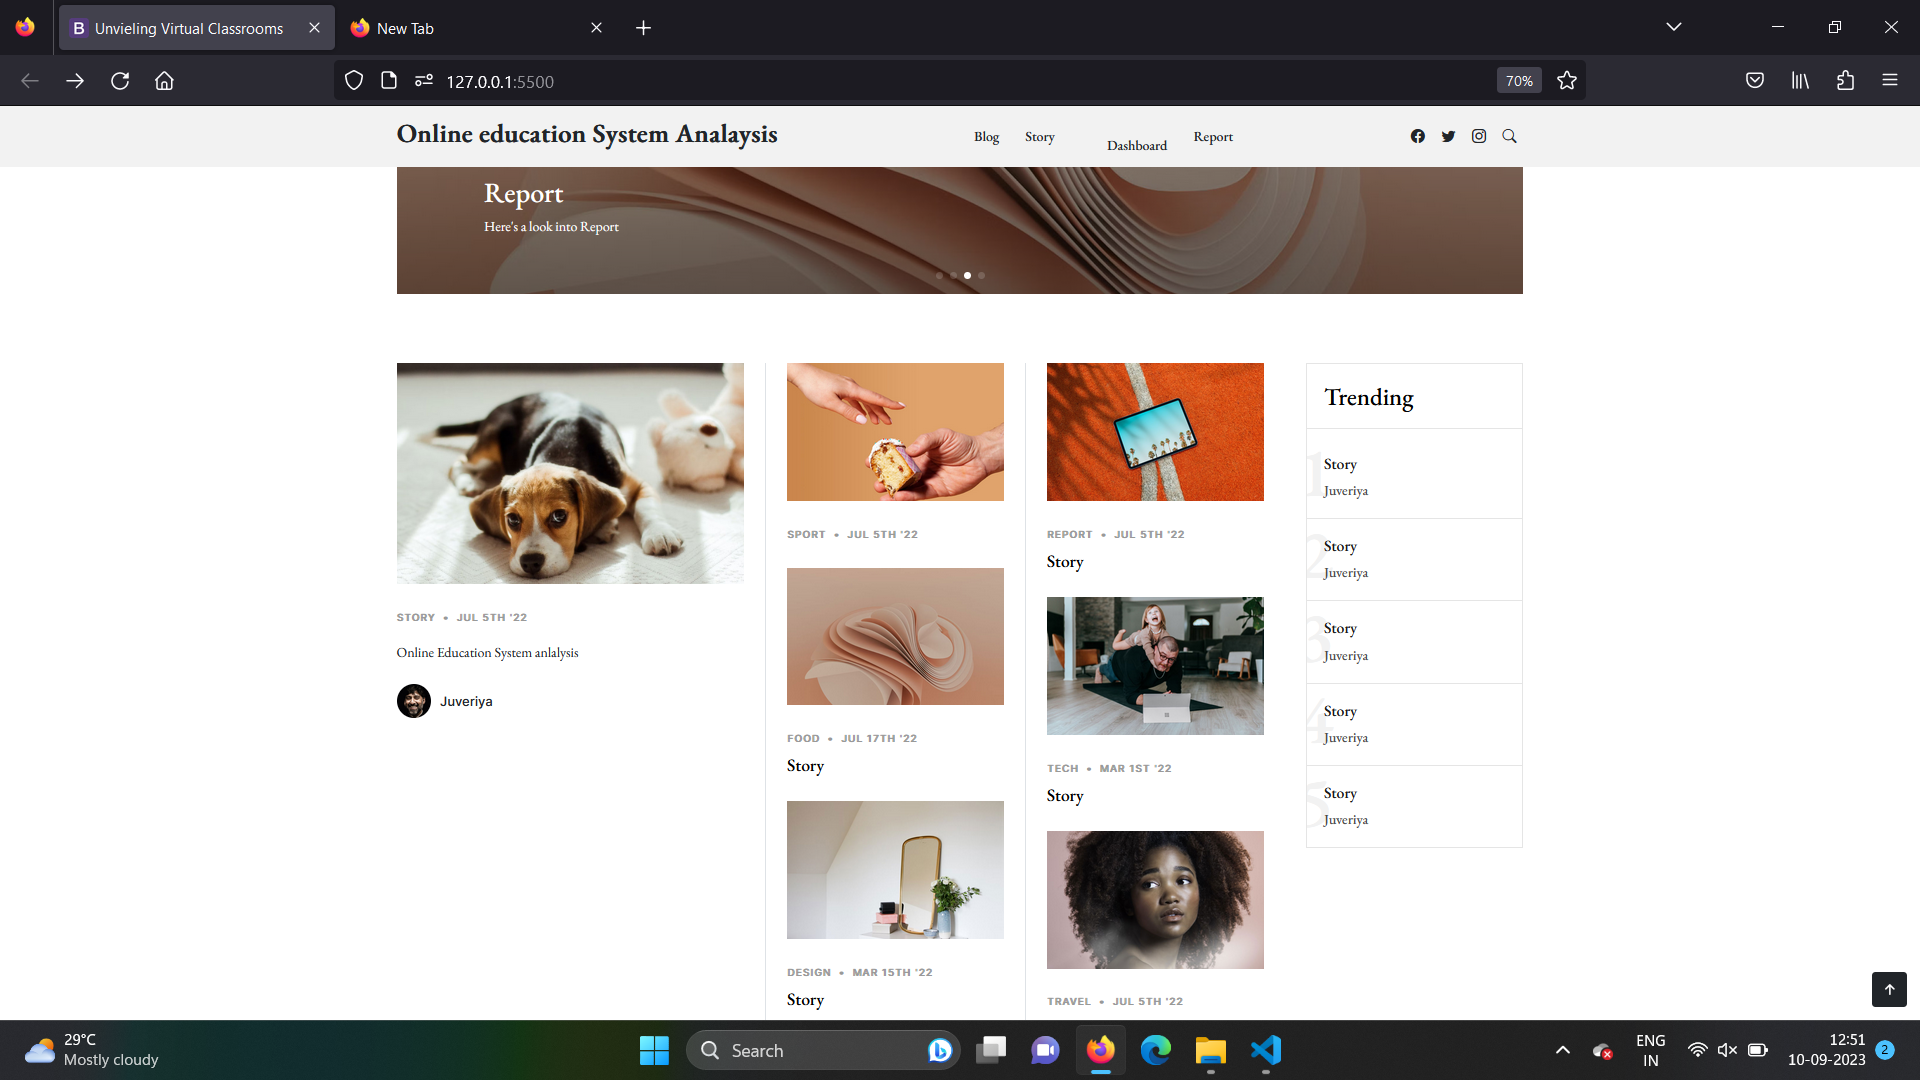 Unvieling Virtual Classrooms
New Tab
127.0.0.1:5500
70%
Online education System Analaysis
Blog
Story
Dashboard
Report
Report
Here's a look into Report
STORY • JUL 5TH '22
Online Education System anlalysis
Juveriya
SPORT • JUL 5TH '22
FOOD • JUL 17TH '22
Story
DESIGN • MAR 15TH '22
Story
REPORT • JUL 5TH '22
Story
TECH • MAR 1ST '22
Story
TRAVEL • JUL 5TH '22
Trending
1
Story
Juveriya
2
Story
Juveriya
3
Story
Juveriya
4
Story
Juveriya
5
Story
Juveriya
29°C
Mostly cloudy
Search
ENG
IN
12:51
10-09-2023
2